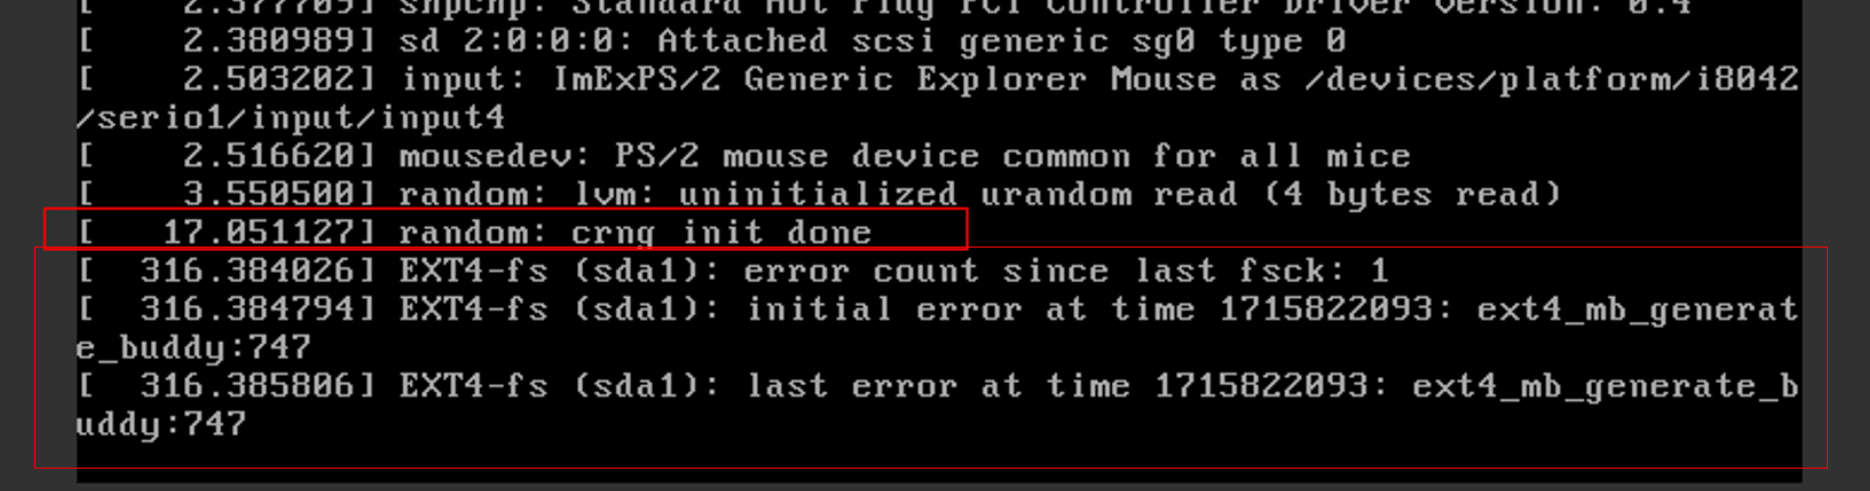 [    2.377709] shpchp: Standard Hot Plug PCI Controller Driver version: 0.4
[    2.380989] sd 2:0:0:0: Attached scsi generic sg0 type 0
[    2.503202] input: ImExPS/2 Generic Explorer Mouse as /devices/platform/i8042
/serio1/input/input4
[    2.516620] mousedev: PS/2 mouse device common for all mice
[    3.550500] random: lvm: uninitialized urandom read (4 bytes read)
[   17.051127] random: crng init done
[  316.384026] EXT4-fs (sda1): error count since last fsck: 1
[  316.384794] EXT4-fs (sda1): initial error at time 1715822093: ext4_mb_generat
e_buddy:747
[  316.385806] EXT4-fs (sda1): last error at time 1715822093: ext4_mb_generate_b
uddy:747